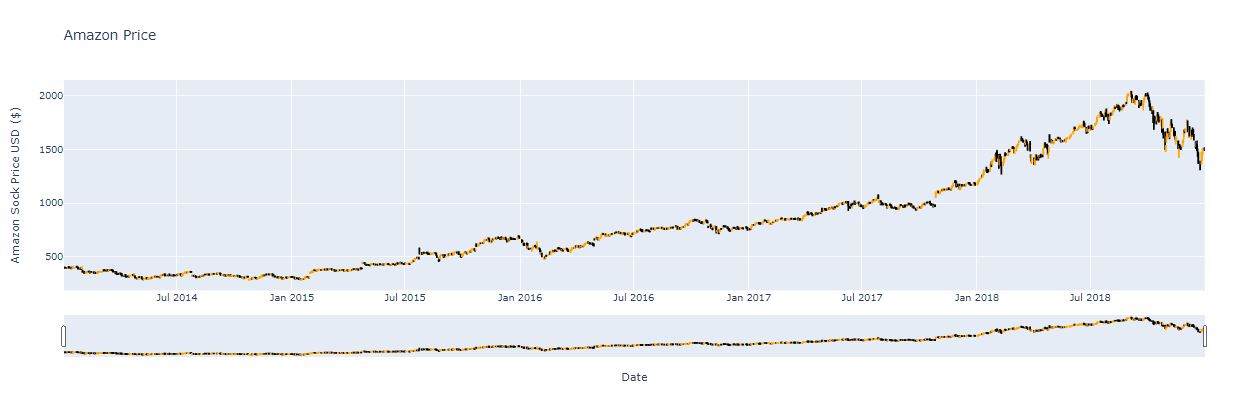 Amazon Price
Amazon Sock Price USD ($)
2000
1500
1000
500
Jul 2014 Jan 2015 Jul 2015 Jan 2016 Jul 2016 Jan 2017 Jul 2017 Jan 2018 Jul 2018
Date